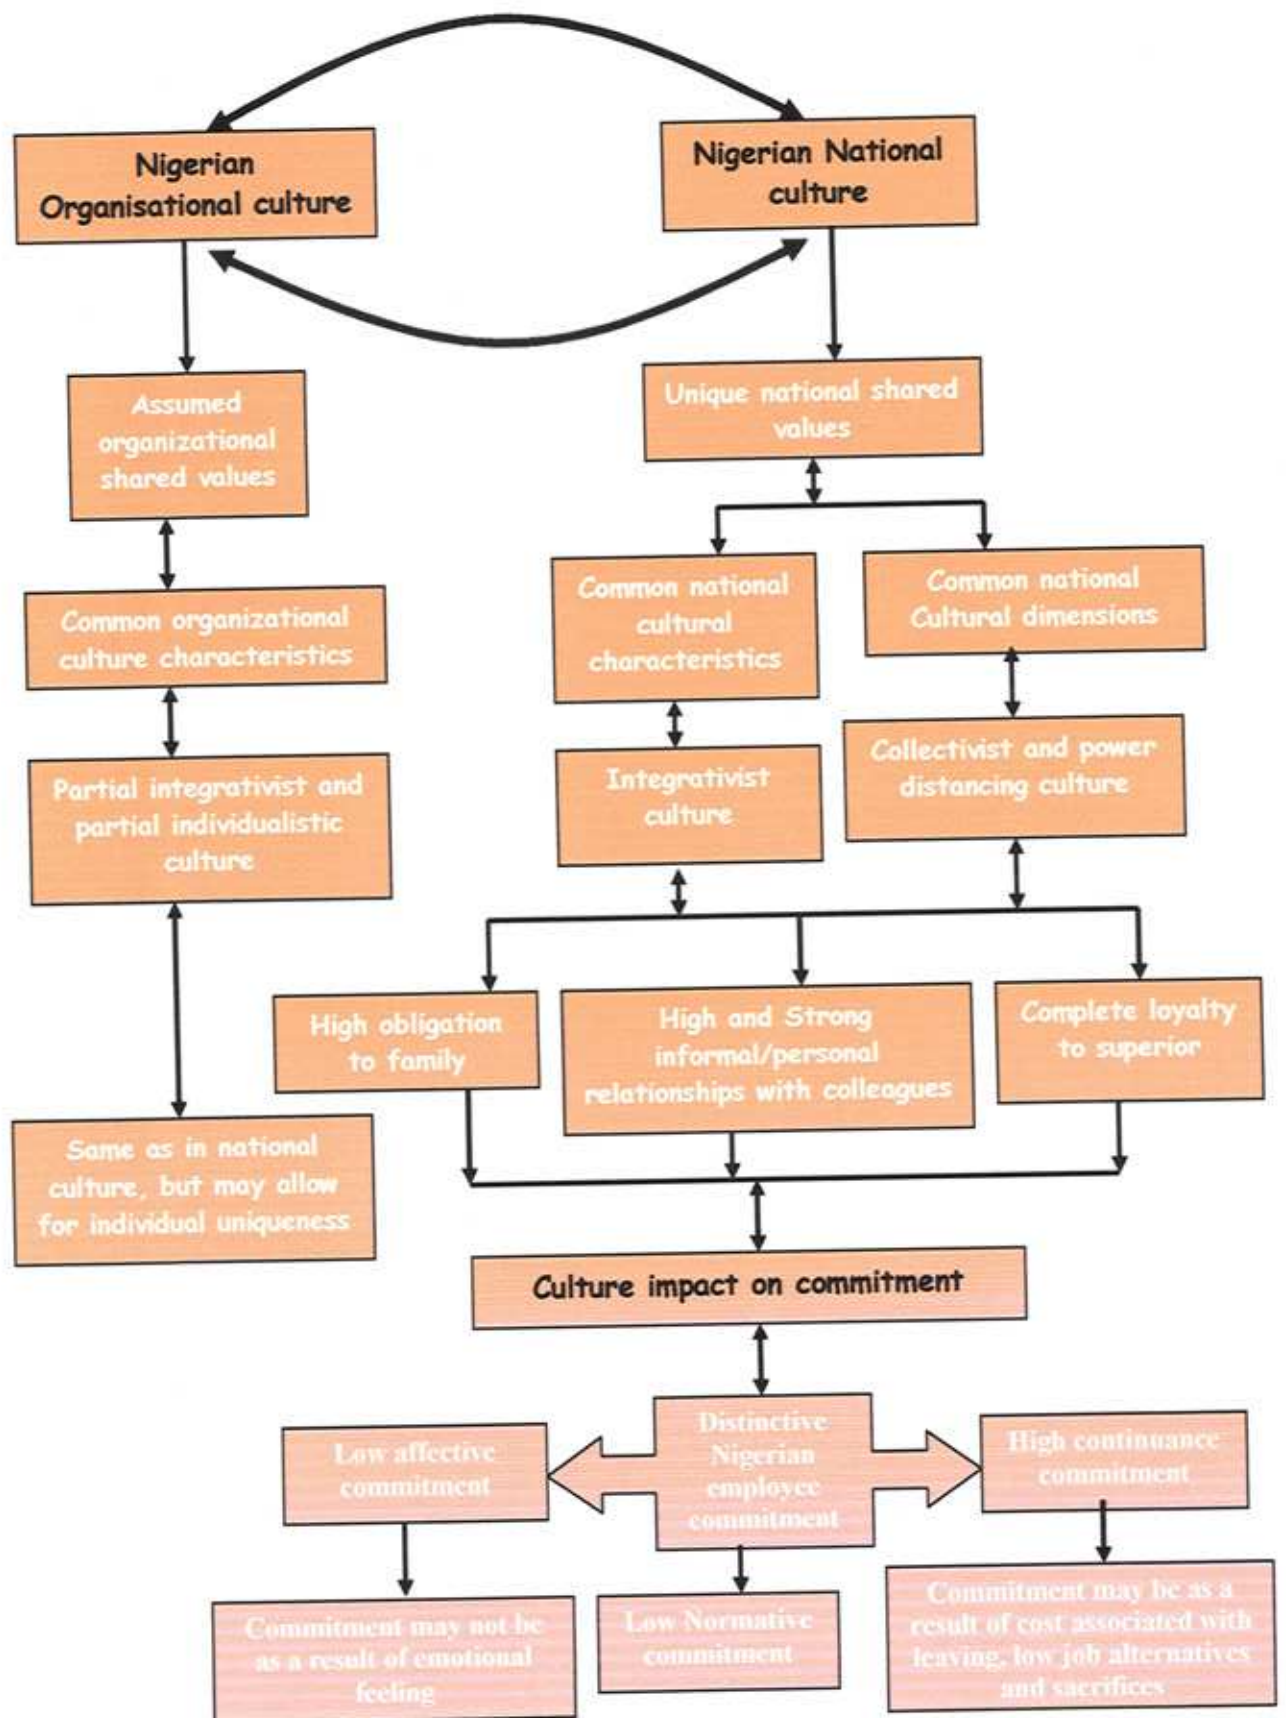 Nigerian
Organisational culture
Nigerian National
culture
Assumed
organizational
shared values
Unique national shared
values
Common organizational
culture characteristics
Common national
cultural
characteristics
Common national
Cultural dimensions
Partial integrativist and
partial individualistic
culture
Integrativist
culture
Collectivist and power
distancing culture
High obligation
to family
High and Strong
informal/personal
relationships with colleagues
Complete loyalty
to superior
Same as in national
culture, but may allow
for individual uniqueness
Culture impact on commitment
Low affective
commitment
Distinctive
Nigerian
employee
commitment
High continuance
commitment
Commitment may not be
as a result of emotional
feeling
Low Normative
commitment
Commitment may be as a
result of cost associated with
leaving, low job alternatives
and sacrifices